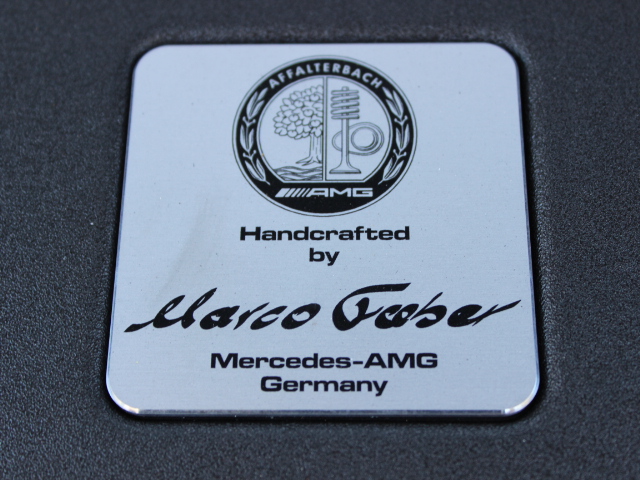 AFFALTERBACH
AMG
Handcrafted
by
Marco Faber
Mercedes-AMG
Germany